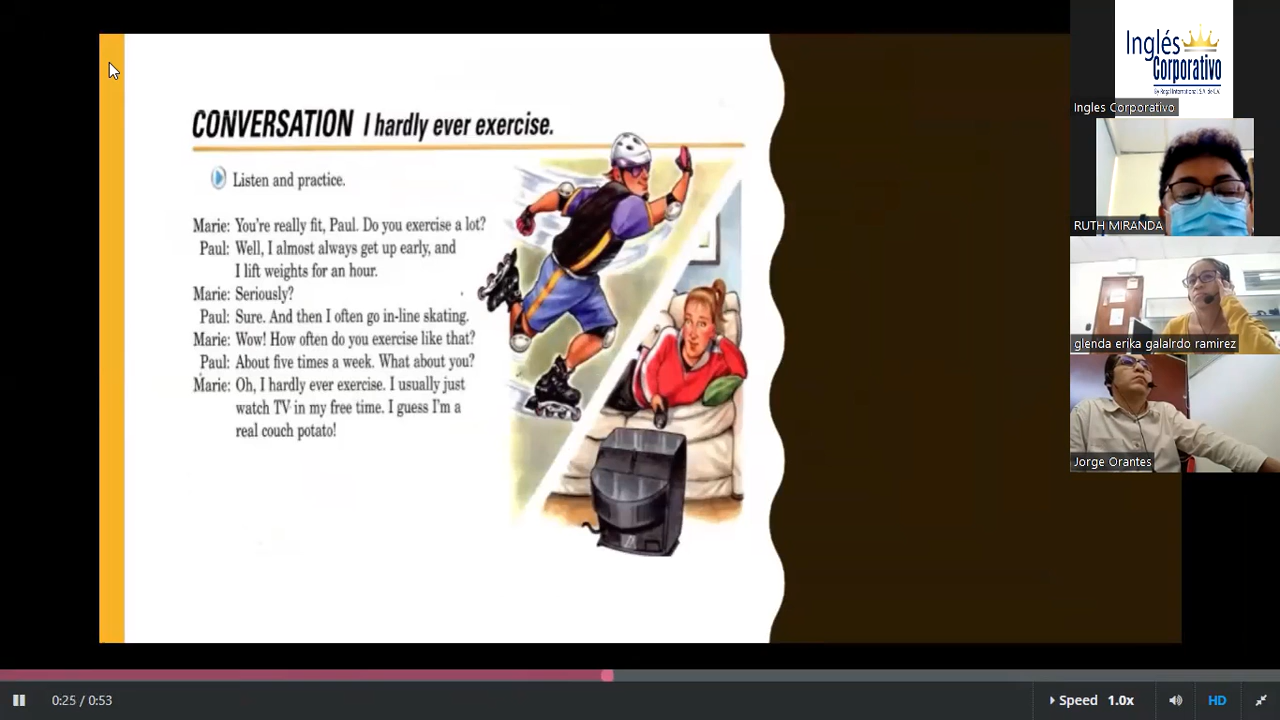 CONVERSATION I hardly ever exercise.
Listen and practice.
Marie: You're really fit, Paul. Do you exercise a lot?
Paul: Well, I almost always get up early, and
I lift weights for an hour.
Marie: Seriously?
Paul: Sure. And then I often go in-line skating.
Marie: Wow! How often do you exercise like that?
Paul: About five times a week. What about you?
Marie: Oh, I hardly ever exercise. I usually just
watch TV in my free time. I guess I'm a
real couch potato!
Inglés
Corporativo
Ingles Corporativo
RUTH MIRANDA
glenda erika galalrdo ramirez
Jorge Orantes
0:25 / 0:53
Speed 1.0x
HD